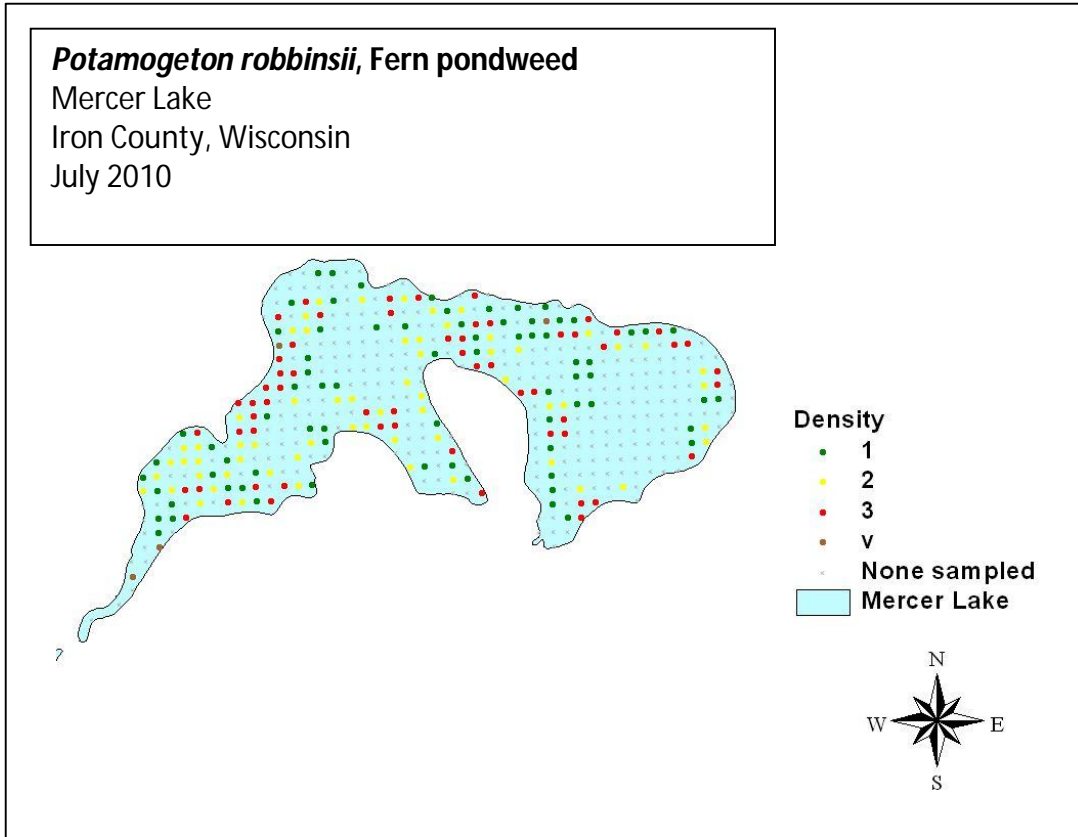 Potamogeton robbinsii, Fern pondweed
Mercer Lake
Iron County, Wisconsin
July 2010
Density
1
2
3
v
None sampled
Mercer Lake
N
W E
S